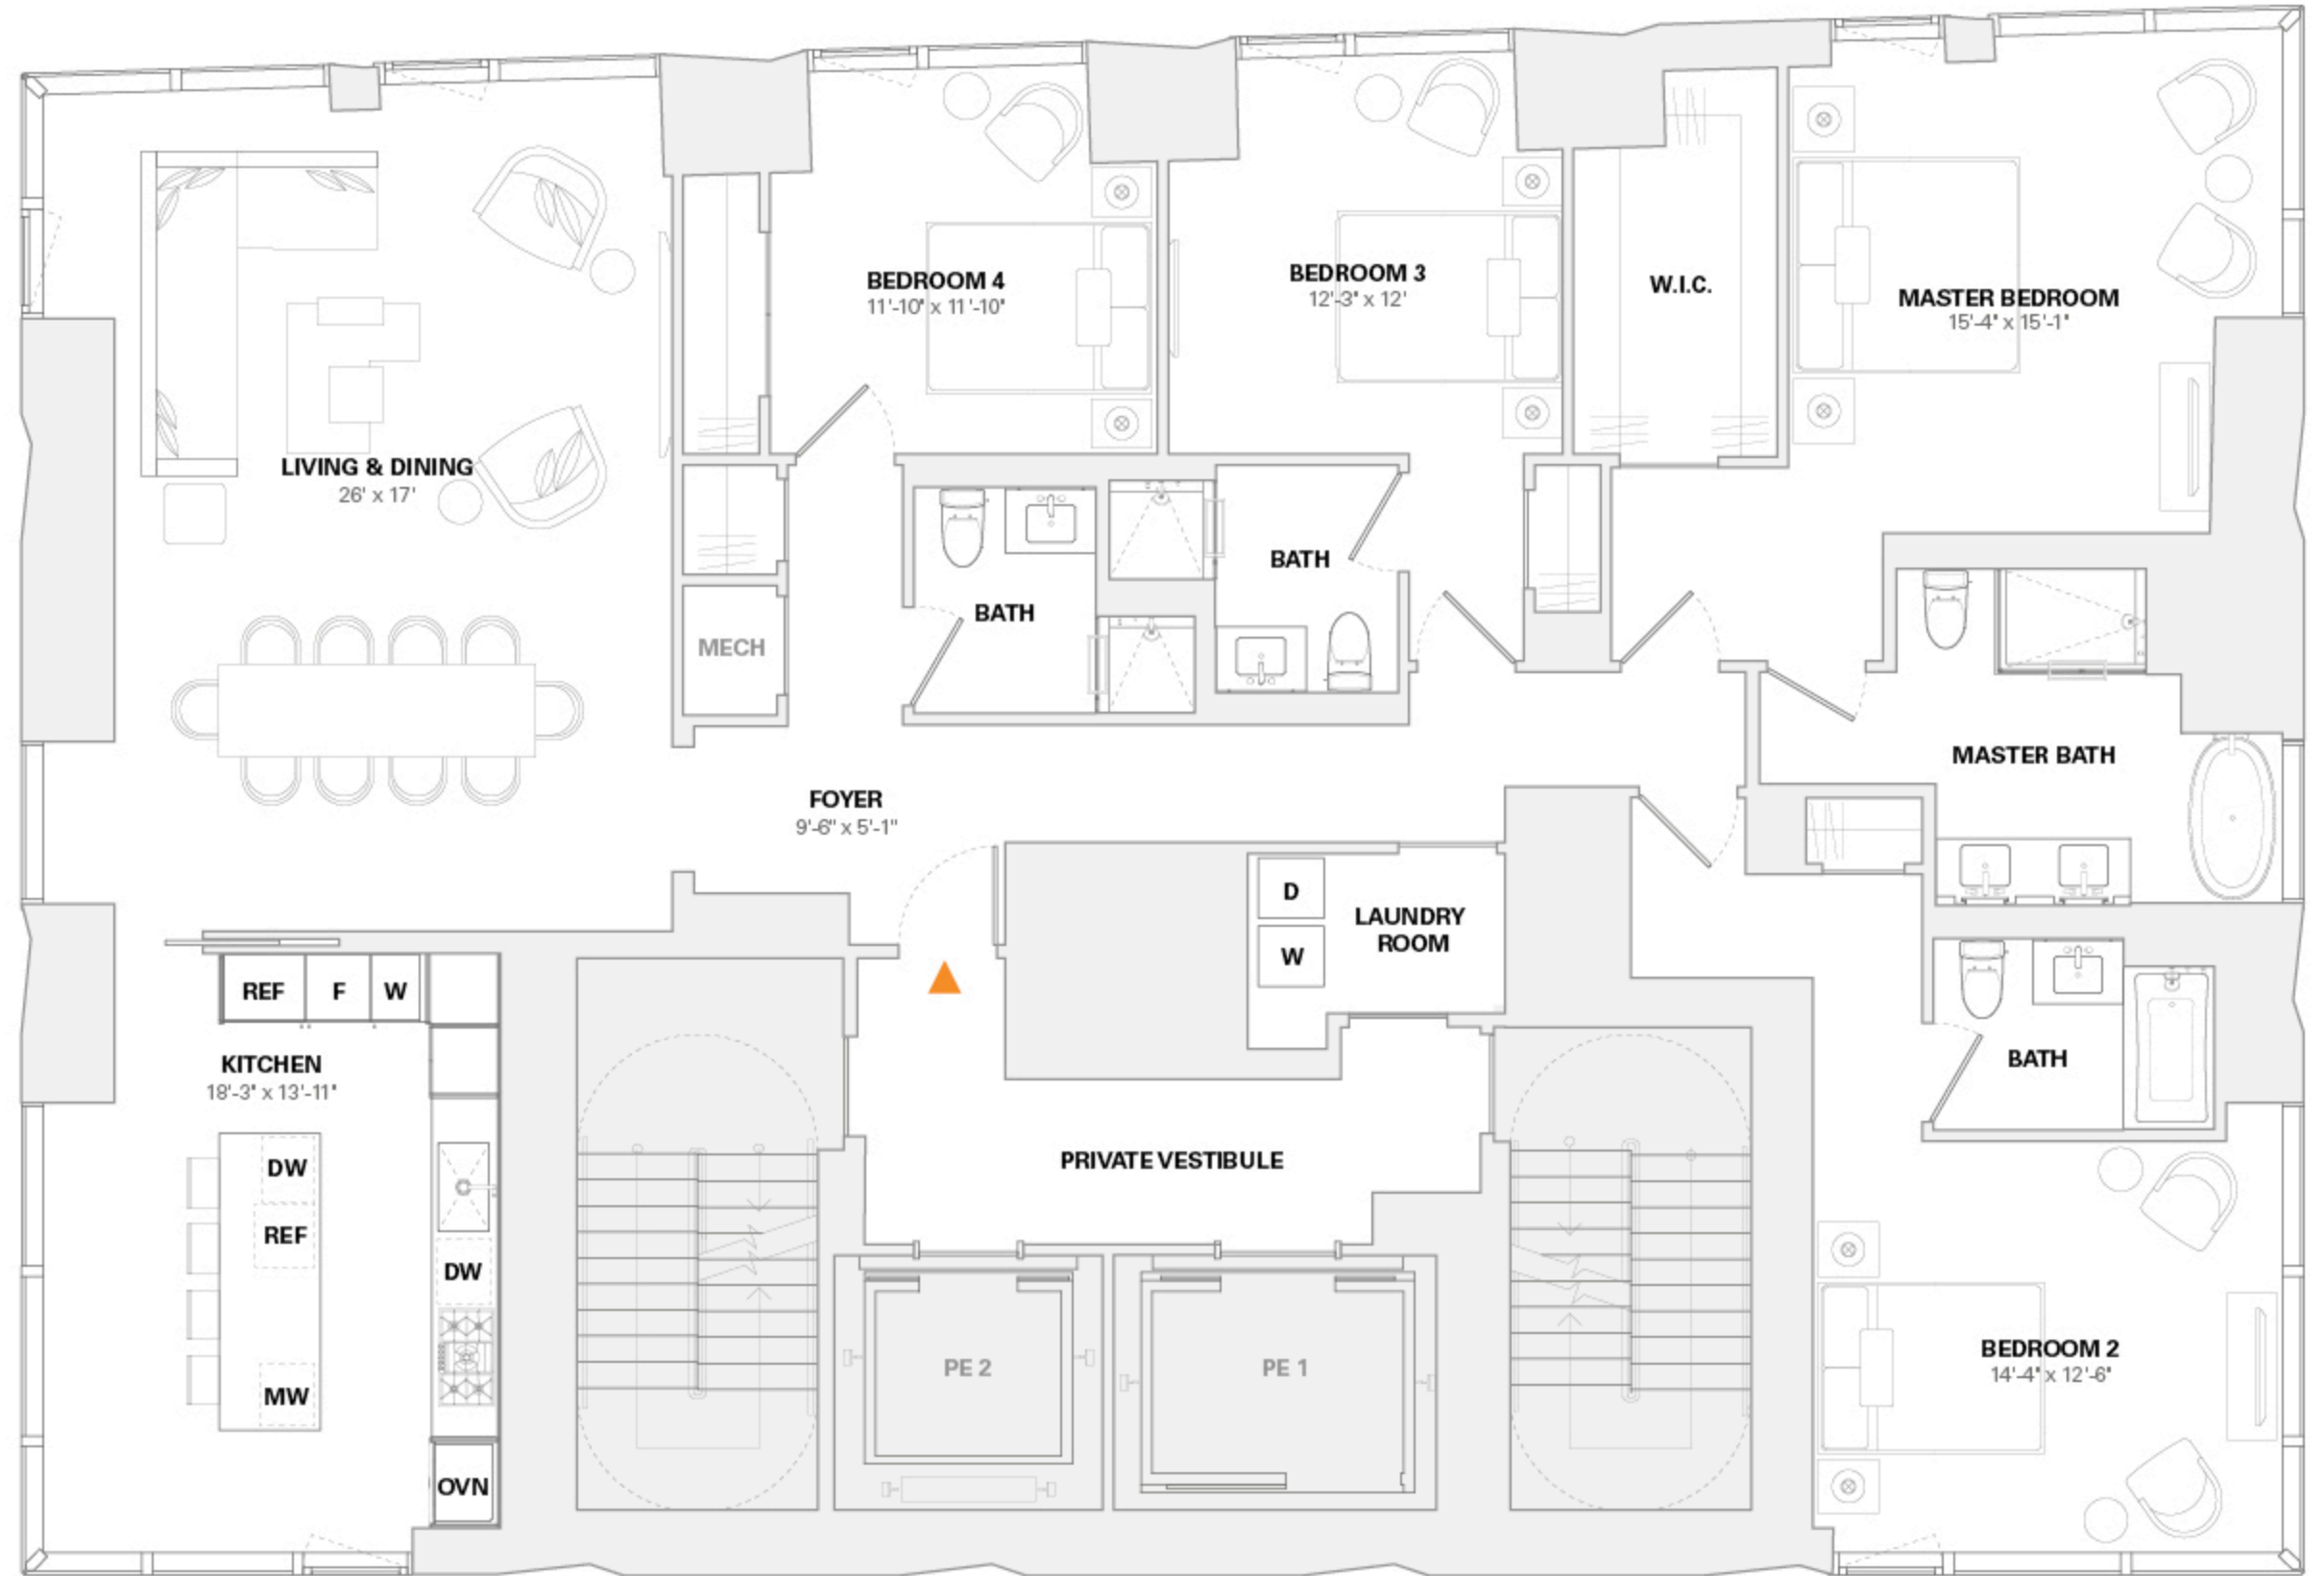 BEDROOM 4
11'-10" x 11'-10"
BEDROOM 3
12'-3" x 12'
W.I.C.
MASTER BEDROOM
15'-4" x 15'-1"
LIVING & DINING
26' x 17'
BATH
BATH
MECH
MASTER BATH
FOYER
9'-6" x 5'-1"
D
W
LAUNDRY
ROOM
REF
F
W
KITCHEN
18'-3" x 13'-11"
BATH
DW
REF
DW
MW
OVN
PRIVATE VESTIBULE
PE 2
PE 1
BEDROOM 2
14'-4" x 12'-6"